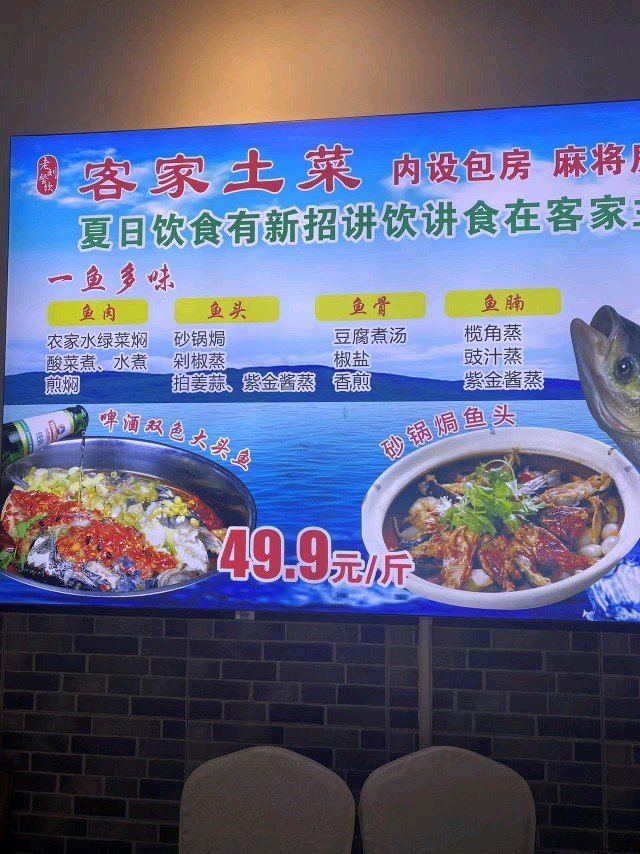 老刘餐饮
客家土菜 内设包房 麻将
夏日饮食有新招讲饮讲食在客家
一鱼多味
鱼肉 鱼头 鱼骨 鱼腩
农家水绿菜焖 砂锅焗 豆腐煮汤 榄角蒸
酸菜煮、水煮 剁椒蒸 椒盐 豉汁蒸
煎焖 拍姜蒜、紫金酱蒸 香煎 紫金酱蒸
啤酒双色大头鱼
砂锅焗鱼头
49.9元/斤